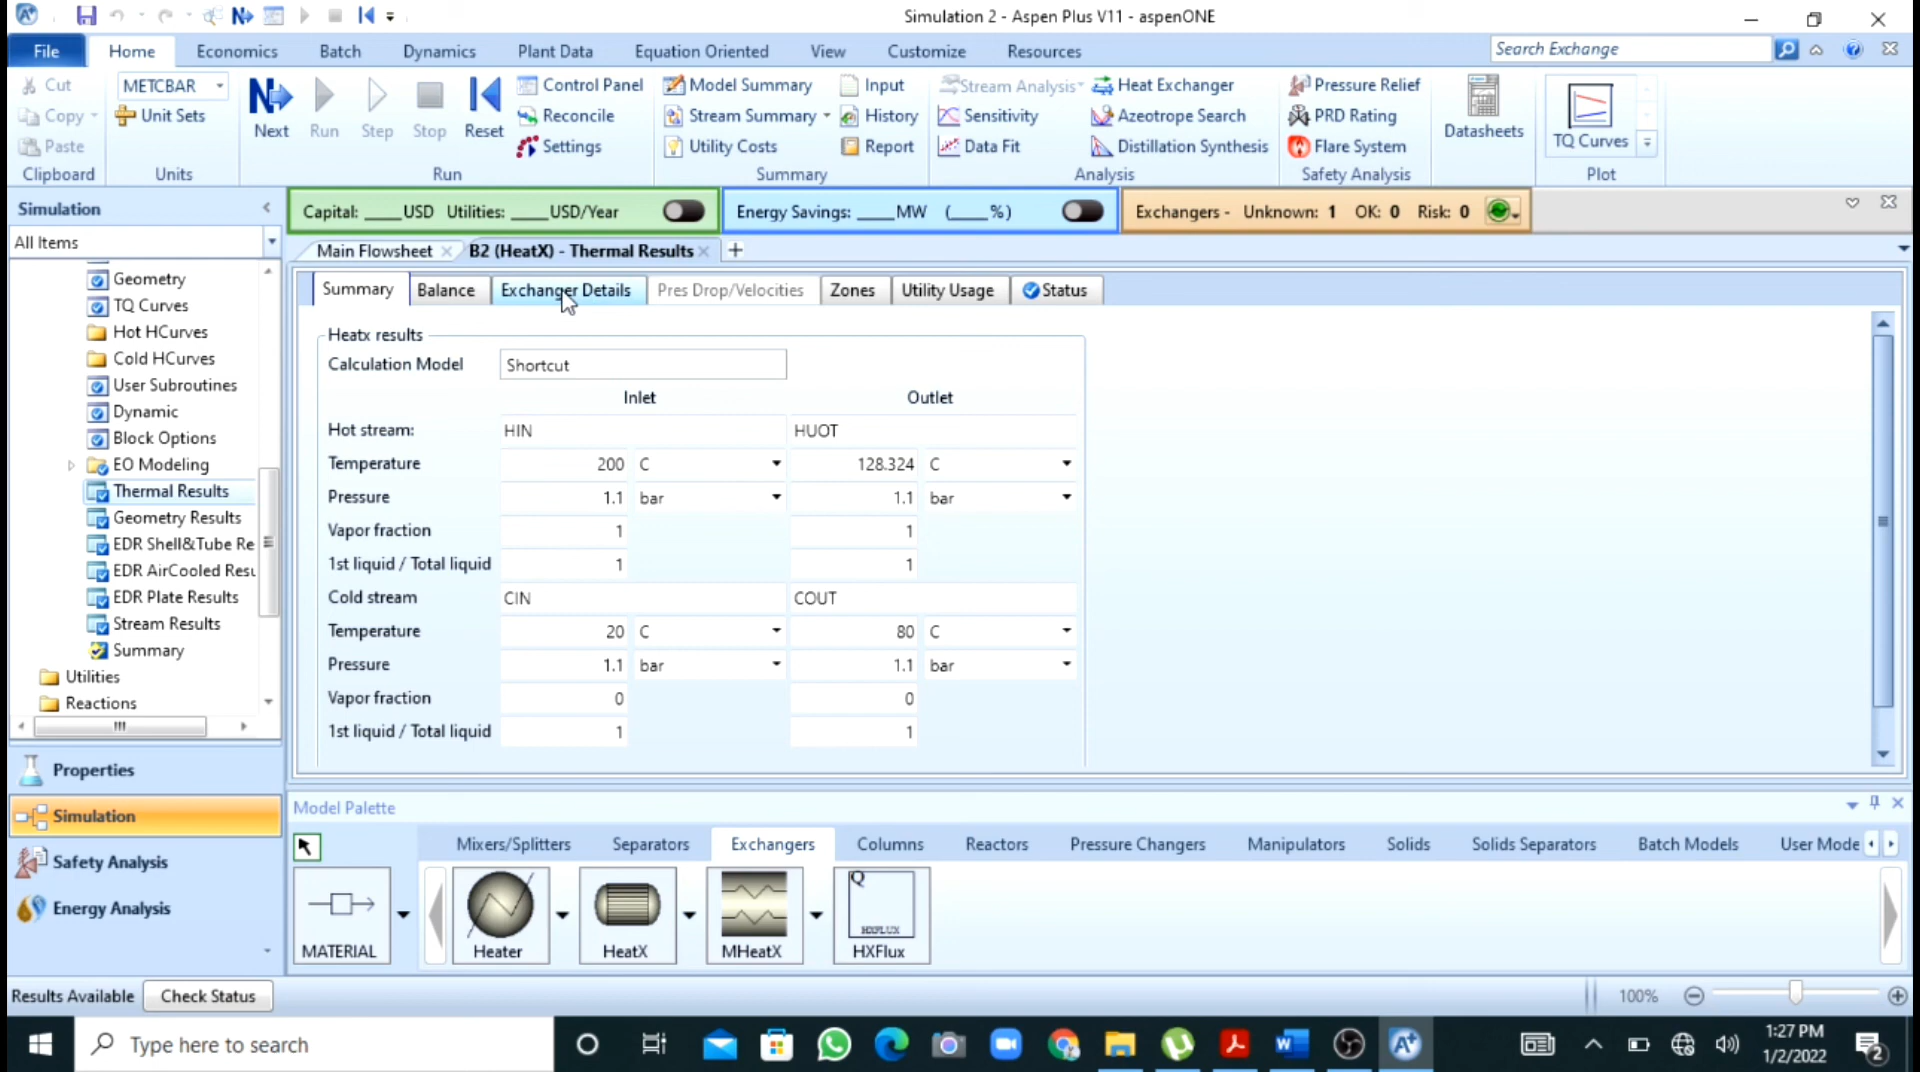 Simulation 2 - Aspen Plus V11 - aspenONE
File Home Economics Batch Dynamics Plant Data Equation Oriented View Customize Resources Search Exchange
Cut METCBAR Control Panel Model Summary Input Stream Analysis Heat Exchanger Pressure Relief
Copy Unit Sets Reconcile Stream Summary History Sensitivity Azeotrope Search PRD Rating
Next Run Step Stop Reset Datasheets TQ Curves
Paste Settings Utility Costs Report Data Fit Distillation Synthesis Flare System
Clipboard Units Run Summary Analysis Safety Analysis Plot
Simulation
Capital: ____USD Utilities: ____USD/Year Energy Savings: ____MW (____%) Exchangers - Unknown: 1 OK: 0 Risk: 0
All Items
Main Flowsheet B2 (HeatX) - Thermal Results +
Geometry
TQ Curves
Hot HCurves
Cold HCurves
User Subroutines
Dynamic
Block Options
EO Modeling
Thermal Results
Geometry Results
EDR Shell&Tube Re
EDR AirCooled Resu
EDR Plate Results
Stream Results
Summary
Utilities
Reactions
Summary Balance Exchanger Details Pres Drop/Velocities Zones Utility Usage Status
Heatx results
Calculation Model Shortcut
Inlet Outlet
Hot stream: HIN HUOT
Temperature 200 C 128.324 C
Pressure 1.1 bar 1.1 bar
Vapor fraction 1 1
1st liquid / Total liquid 1 1
Cold stream CIN COUT
Temperature 20 C 80 C
Pressure 1.1 bar 1.1 bar
Vapor fraction 0 0
1st liquid / Total liquid 1 1
Properties
Simulation
Safety Analysis
Energy Analysis
Model Palette
Mixers/Splitters Separators Exchangers Columns Reactors Pressure Changers Manipulators Solids Solids Separators Batch Models User Mode
Q
HXFLUX
MATERIAL Heater HeatX MHeatX HXFlux
Results Available Check Status 100%
Type here to search
1:27 PM
1/2/2022
2